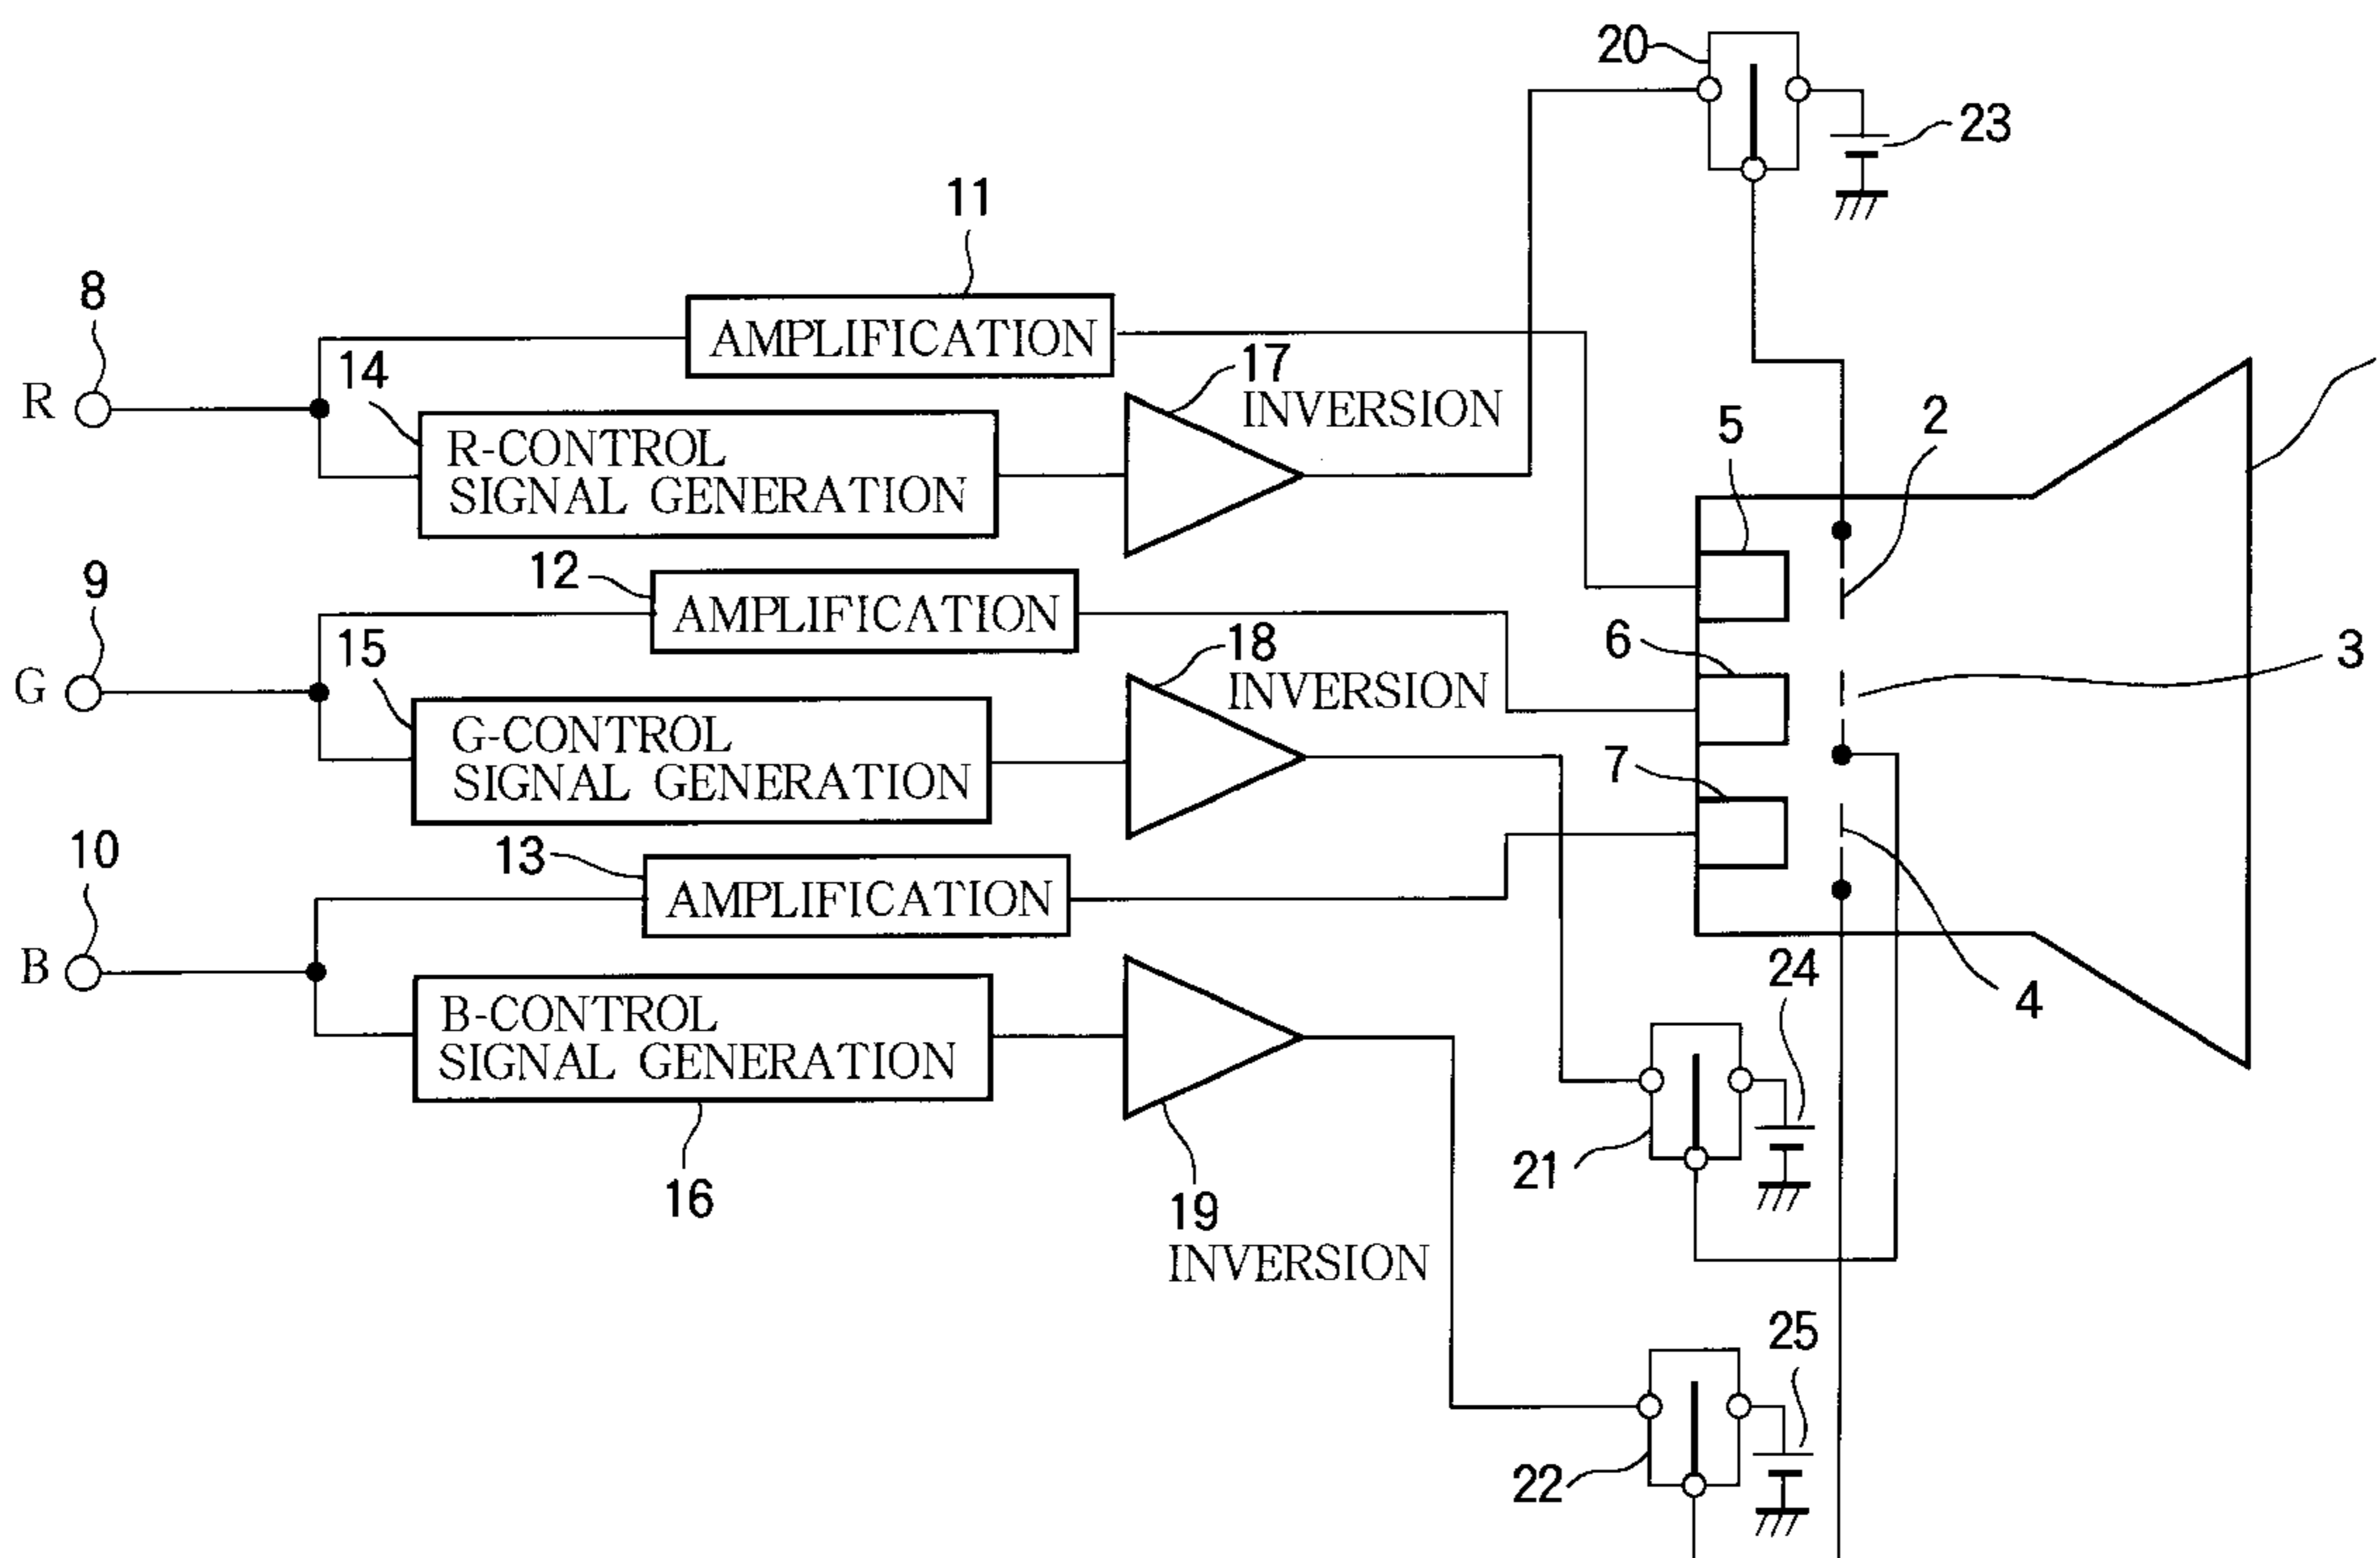 20
23
11
8
AMPLIFICATION
14
17
R
INVERSION
R-CONTROL
SIGNAL GENERATION
5
2
12
9
AMPLIFICATION
6
15
18
3
G
INVERSION
G-CONTROL
SIGNAL GENERATION
7
10
13
AMPLIFICATION
B
24
4
B-CONTROL
SIGNAL GENERATION
21
16
19
INVERSION
25
22